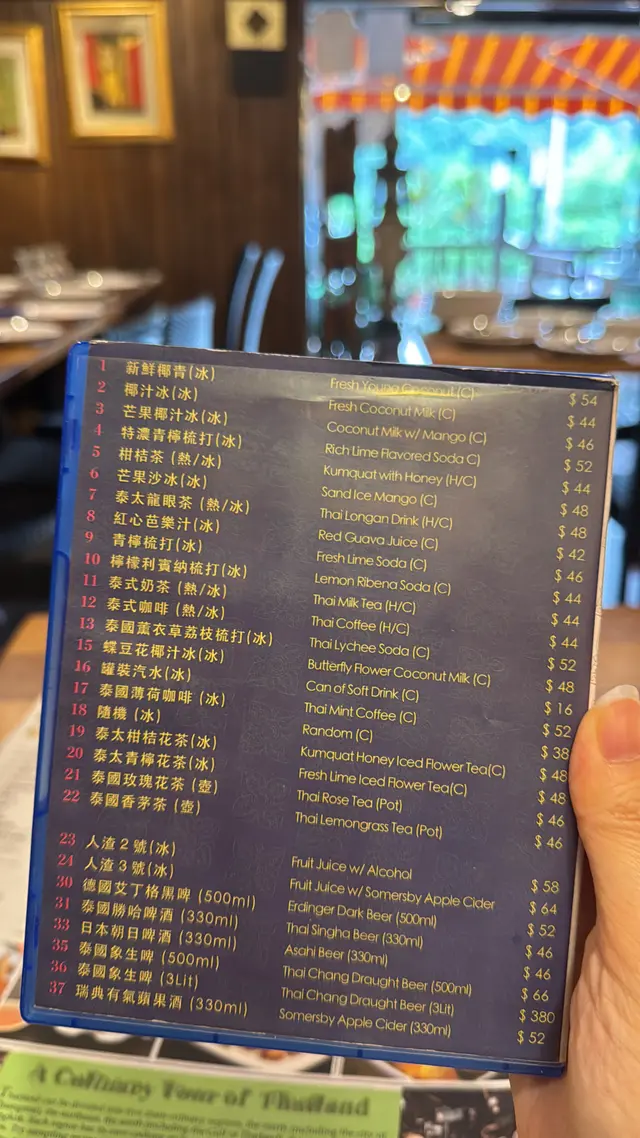 1 新鮮椰青(冰) Fresh Young Coconut (C) $ 54
2 椰汁冰(冰) Fresh Coconut Milk (C) $ 44
3 芒果椰汁冰(冰) Coconut Milk w/ Mango (C) $ 46
4 特濃青檸梳打(冰) Rich Lime Flavored Soda C) $ 52
5 柑桔茶 (熱/冰) Kumquat with Honey (H/C) $ 44
6 芒果沙冰(冰) Sand Ice Mango (C) $ 48
7 泰太龍眼茶 (熱/冰) Thai Longan Drink (H/C) $ 48
8 紅心芭樂汁(冰) Red Guava Juice (C) $ 42
9 青檸梳打(冰) Fresh Lime Soda (C) $ 46
10 檸檬利賓納梳打(冰) Lemon Ribena Soda (C) $ 44
11 泰式奶茶 (熱/冰) Thai Milk Tea (H/C) $ 44
12 泰式咖啡 (熱/冰) Thai Coffee (H/C) $ 44
13 泰國薰衣草荔枝梳打(冰) Thai Lychee Soda (C) $ 52
15 蝶豆花椰汁冰(冰) Butterfly Flower Coconut Milk (C) $ 48
16 罐裝汽水(冰) Can of Soft Drink (C) $ 16
17 泰國薄荷咖啡 (冰) Thai Mint Coffee (C) $ 52
18 隨機 (冰) Random (C) $ 38
19 泰太柑桔花茶(冰) Kumquat Honey Iced Flower Tea(C) $ 48
20 泰太青檸花茶(冰) Fresh Lime Iced Flower Tea(C) $ 48
21 泰國玫瑰花茶 (壺) Thai Rose Tea (Pot) $ 46
22 泰國香茅茶 (壺) Thai Lemongrass Tea (Pot) $ 46
23 人渣2號(冰) Fruit Juice w/ Alcohol $ 58
24 人渣3號(冰) Fruit Juice w/ Somersby Apple Cider $ 64
30 德國艾丁格黑啤 (500ml) Erdinger Dark Beer (500ml) $ 52
31 泰國勝哈啤酒 (330ml) Thai Singha Beer (330ml) $ 46
33 日本朝日啤酒 (330ml) Asahi Beer (330ml) $ 46
35 泰國象生啤 (500ml) Thai Chang Draught Beer (500ml) $ 66
36 泰國象生啤 (3Lit) Thai Chang Draught Beer (3Lit) $ 380
37 瑞典有氣蘋果酒 (330ml) Somersby Apple Cider (330ml) $ 52
A Culinary Tour of Thailand